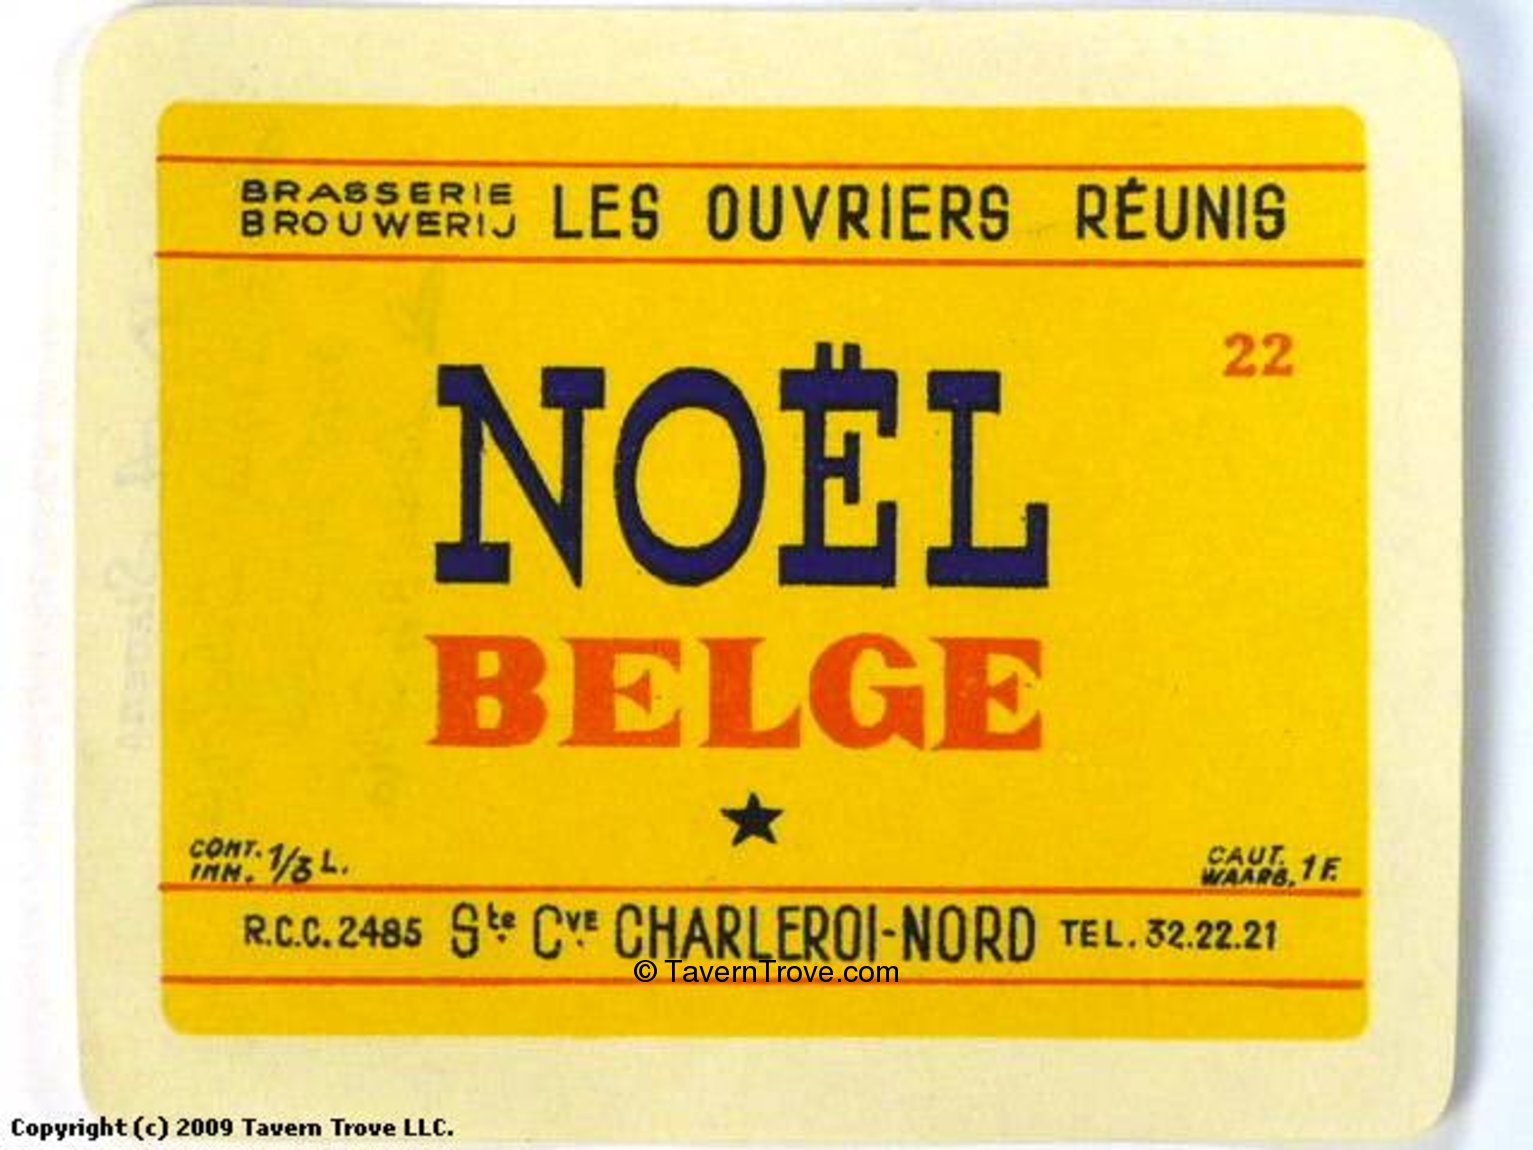 BRASSERIE
BROUWERIJ
LES OUVRIERS RÉUNIS
22
NOËL
BELGE
CONT.
INH. 1/3 L.
CAUT.
WAARB. 1 F.
R.C.C. 2485 Sté Cve CHARLEROI-NORD TEL. 32.22.21
© TavernTrove.com
Copyright (c) 2009 Tavern Trove LLC.